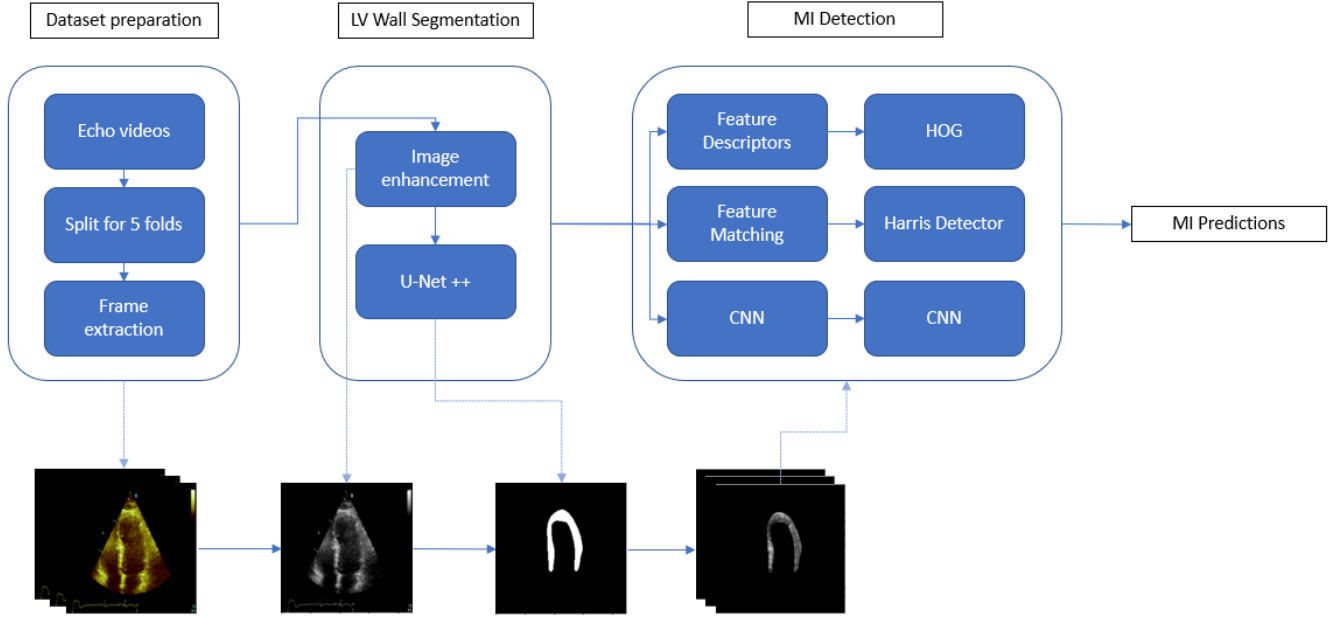 Dataset preparation
LV Wall Segmentation
MI Detection
Echo videos
Split for 5 folds
Frame
extraction
Image
enhancement
U-Net ++
Feature
Descriptors
HOG
Feature
Matching
Harris Detector
CNN
CNN
MI Predictions